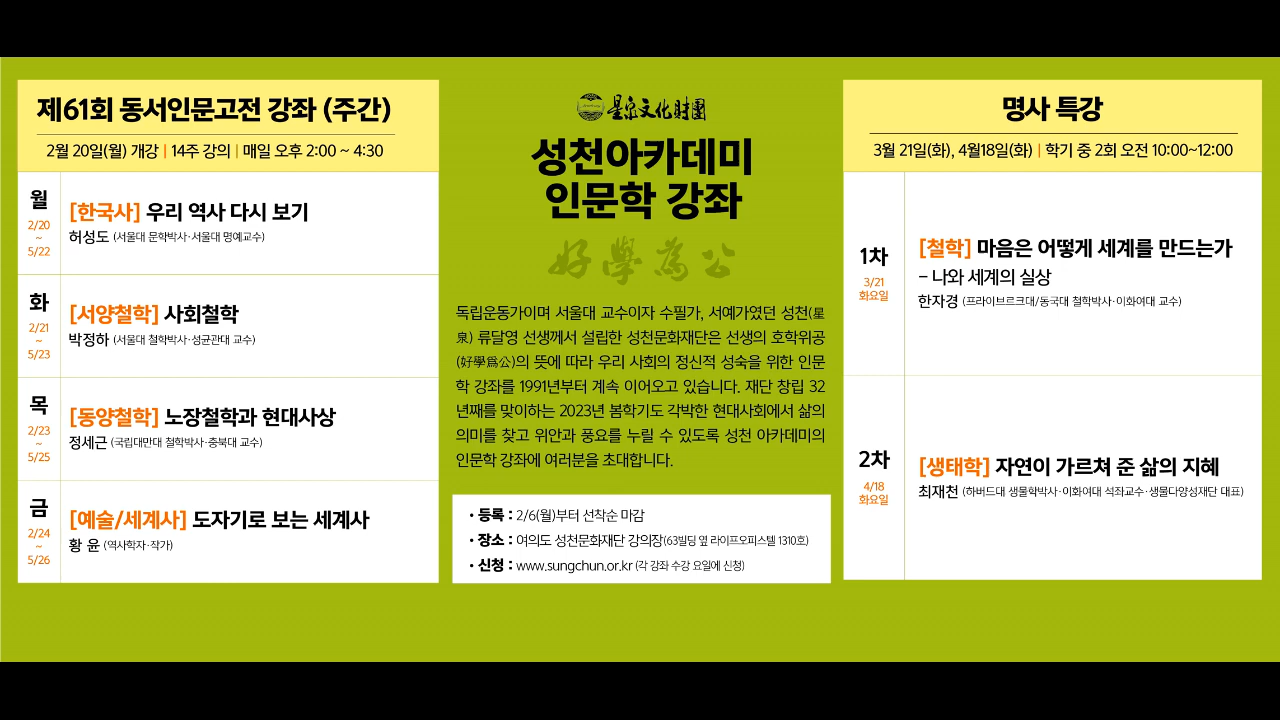 제61회 동서인문고전 강좌 (주간)
2월 20일(월) 개강 | 14주 강의 | 매일 오후 2:00 ~ 4:30
월
2/20
~
5/22
[한국사] 우리 역사 다시 보기
허성도 (서울대 문학박사·서울대 명예교수)
화
2/21
~
5/23
[서양철학] 사회철학
박정하 (서울대 철학박사·성균관대 교수)
목
2/23
~
5/25
[동양철학] 노장철학과 현대사상
정세근 (국립대만대 철학박사·충북대 교수)
금
2/24
~
5/26
[예술/세계사] 도자기로 보는 세계사
황 윤 (역사학자·작가)
星泉文化財團
성천아카데미
인문학 강좌
好學為公
독립운동가이며 서울대 교수이자 수필가, 서예가였던 성천(星
泉) 류달영 선생께서 설립한 성천문화재단은 선생의 호학위공
(好學爲公)의 뜻에 따라 우리 사회의 정신적 성숙을 위한 인문
학 강좌를 1991년부터 계속 이어오고 있습니다. 재단 창립 32
년째를 맞이하는 2023년 봄학기도 각박한 현대사회에서 삶의
의미를 찾고 위안과 풍요를 누릴 수 있도록 성천 아카데미의
인문학 강좌에 여러분을 초대합니다.
• 등록 : 2/6(월)부터 선착순 마감
• 장소 : 여의도 성천문화재단 강의장(63빌딩 옆 라이프오피스텔 1310호)
• 신청 : www.sungchun.or.kr (각 강좌 수강 요일에 신청)
명사 특강
3월 21일(화), 4월18일(화) | 학기 중 2회 오전 10:00~12:00
1차
3/21
화요일
[철학] 마음은 어떻게 세계를 만드는가
– 나와 세계의 실상
한자경 (프라이브르크대/동국대 철학박사·이화여대 교수)
2차
4/18
화요일
[생태학] 자연이 가르쳐 준 삶의 지혜
최재천 (하버드대 생물학박사·이화여대 석좌교수·생물다양성재단 대표)